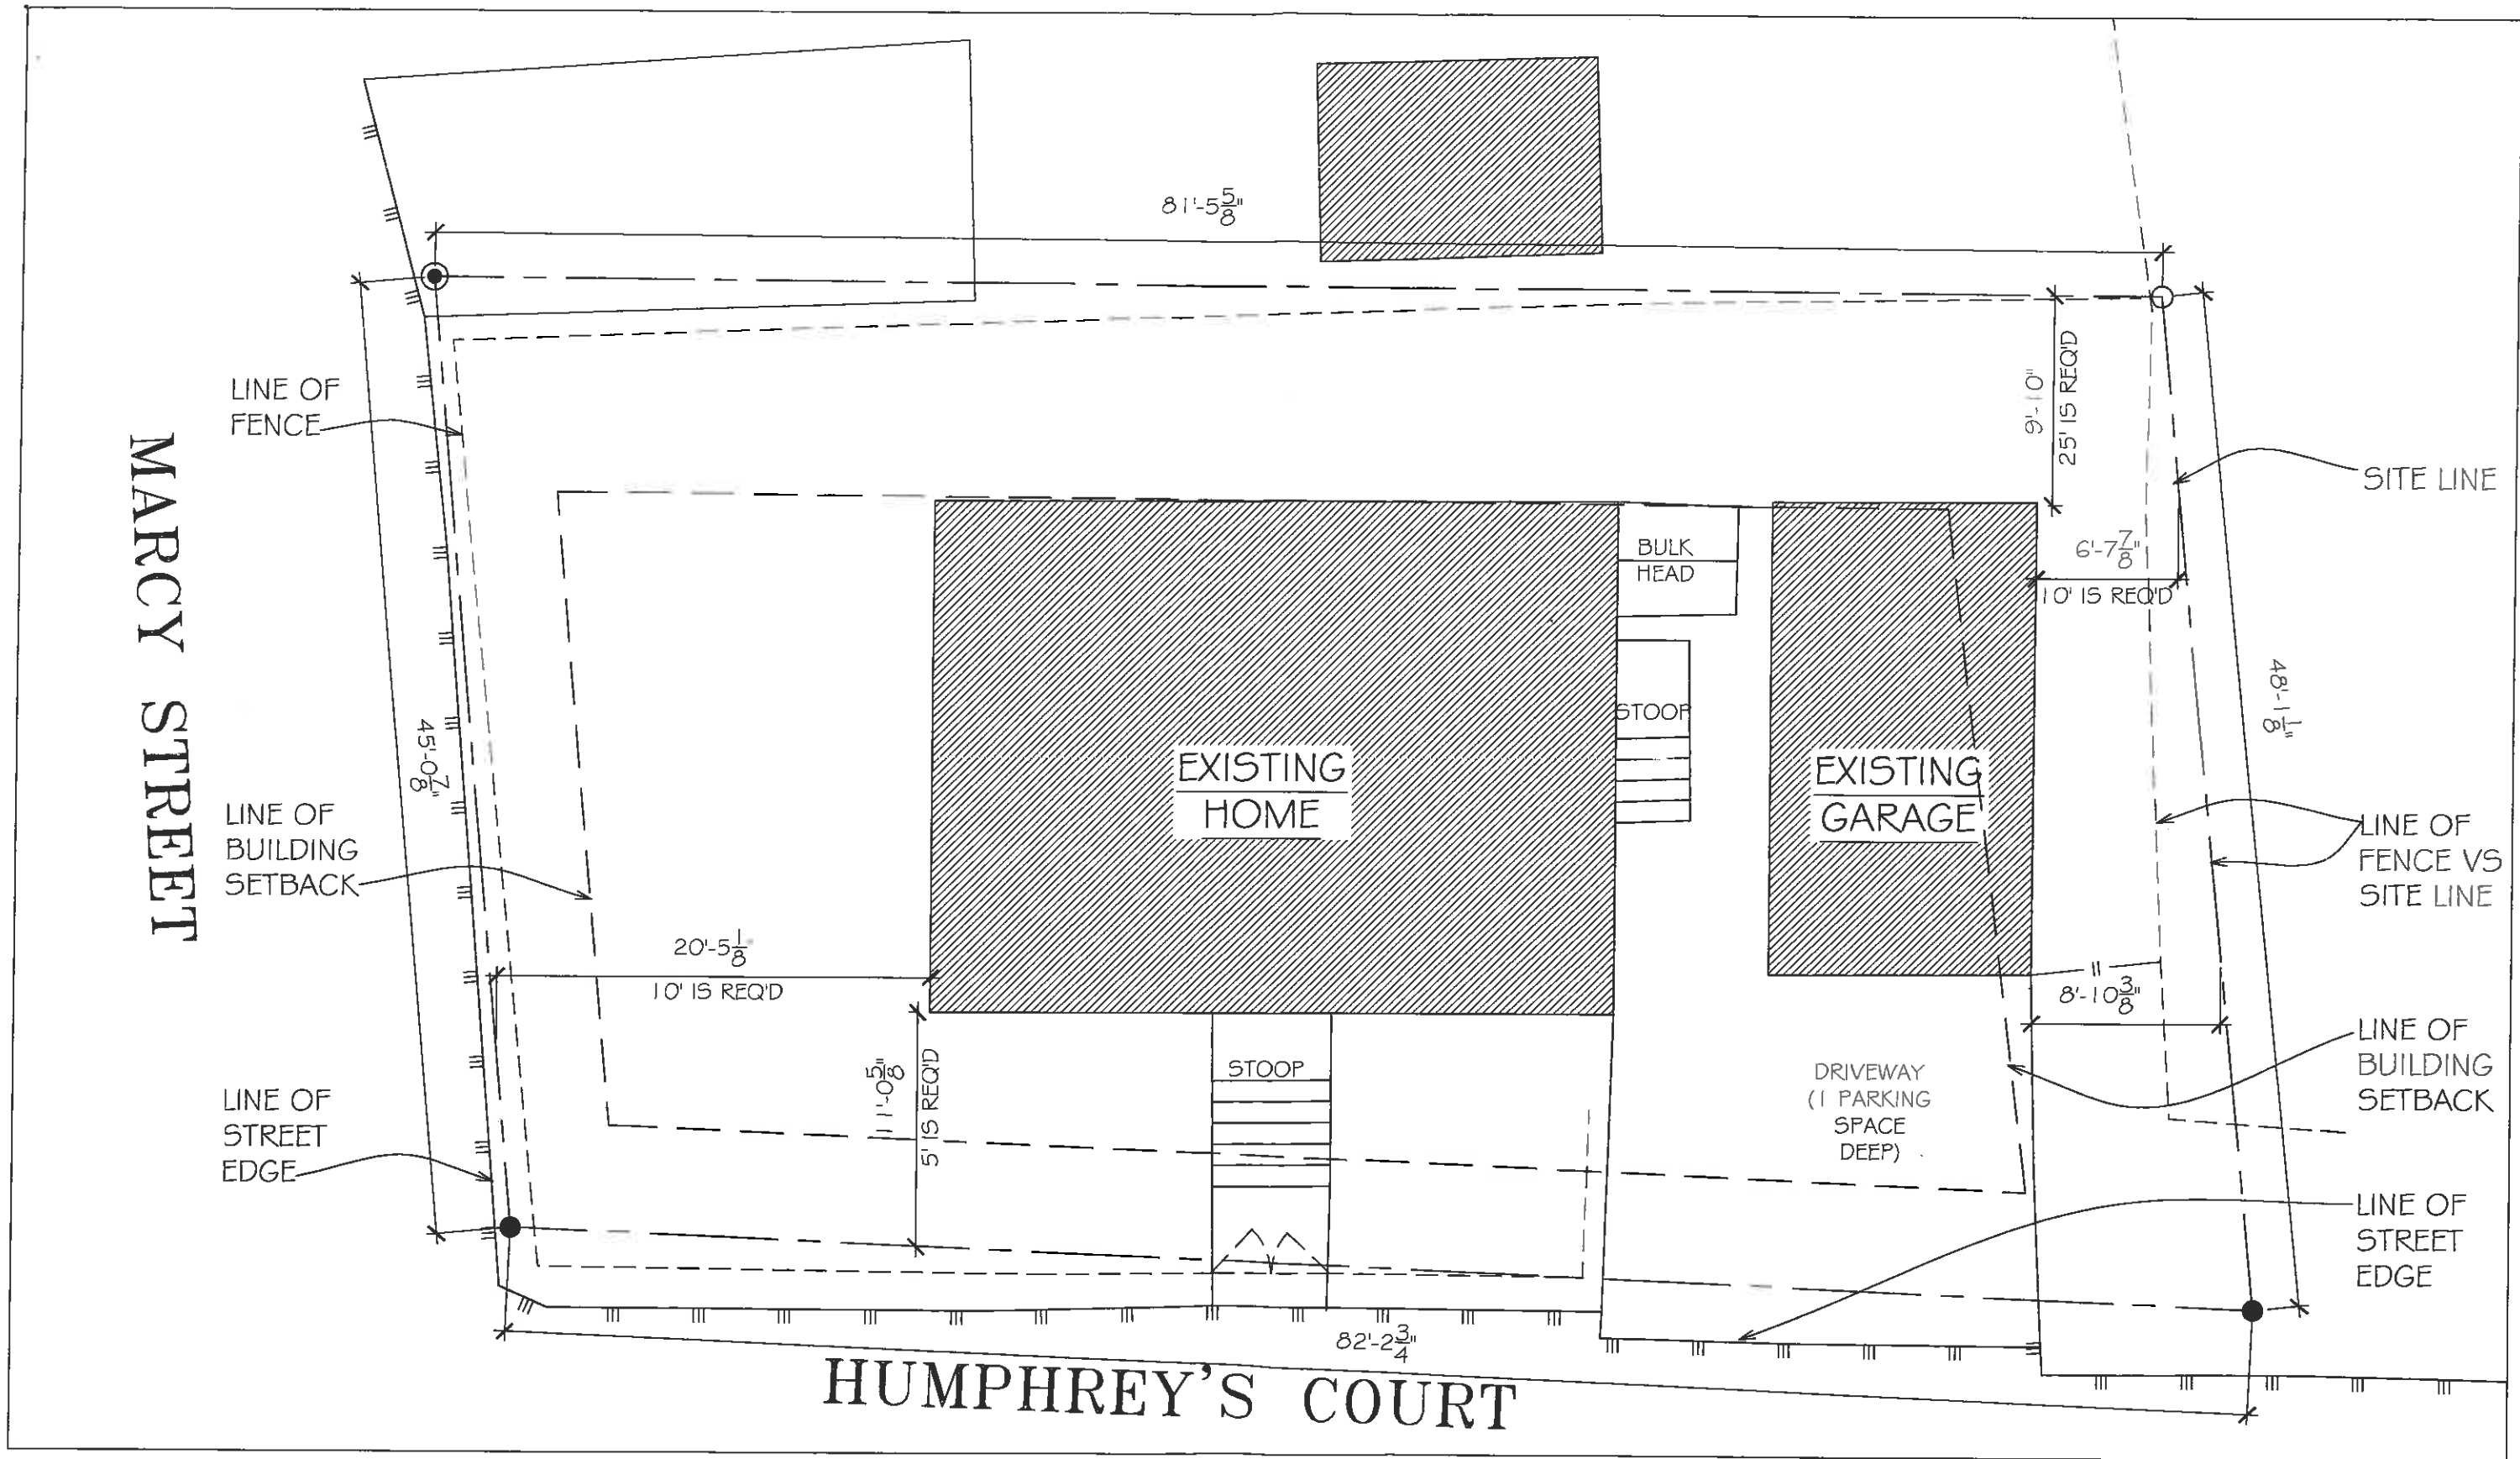 81'-5 5/8"
LINE OF
FENCE
MARCY STREET
45'-0 7/8"
LINE OF
BUILDING
SETBACK
LINE OF
STREET
EDGE
20'-5 1/8"
10' IS REQ'D
11'-0 5/8"
5' IS REQ'D
EXISTING
HOME
STOOP
BULK
HEAD
STOOP
EXISTING
GARAGE
DRIVEWAY
(1 PARKING
SPACE
DEEP)
9'-10"
25' IS REQ'D
6'-7 7/8"
10' IS REQ'D
8'-10 3/8"
48'-1 1/8"
SITE LINE
LINE OF
FENCE VS
SITE LINE
LINE OF
BUILDING
SETBACK
LINE OF
STREET
EDGE
82'-2 3/4"
HUMPHREY'S COURT